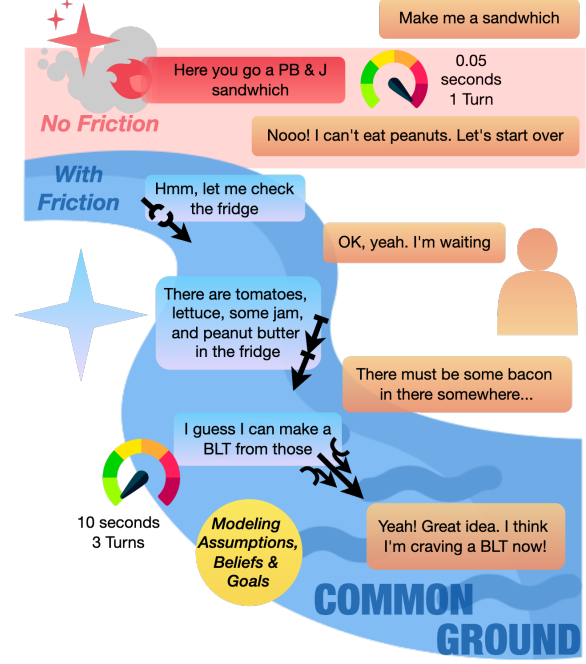 Make me a sandwhich
Here you go a PB & J
sandwhich
0.05
seconds
1 Turn
No Friction
Nooo! I can't eat peanuts. Let's start over
With
Friction
Hmm, let me check
the fridge
OK, yeah. I'm waiting
There are tomatoes,
lettuce, some jam,
and peanut butter
in the fridge
There must be some bacon
in there somewhere...
I guess I can make a
BLT from those
10 seconds
3 Turns
Modeling
Assumptions,
Beliefs &
Goals
Yeah! Great idea. I think
I'm craving a BLT now!
COMMON
GROUND